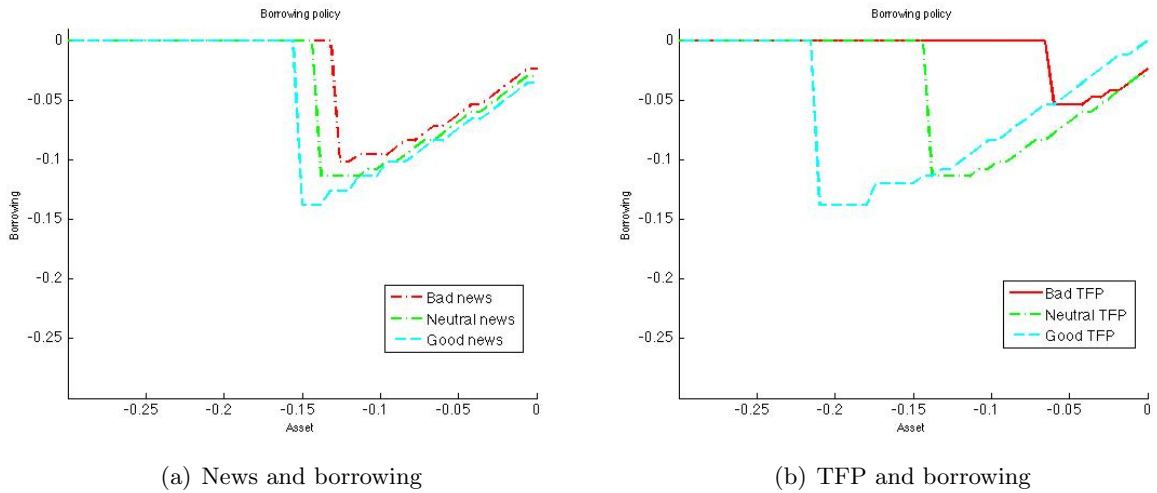 Borrowing policy
0
-0.05
-0.1
-0.15
-0.2
-0.25
Borrowing
Bad news
Neutral news
Good news
-0.25
-0.2
-0.15
-0.1
-0.05
0
Asset
(a) News and borrowing
Borrowing policy
0
-0.05
-0.1
-0.15
-0.2
-0.25
Borrowing
Bad TFP
Neutral TFP
Good TFP
-0.25
-0.2
-0.15
-0.1
-0.05
0
Asset
(b) TFP and borrowing